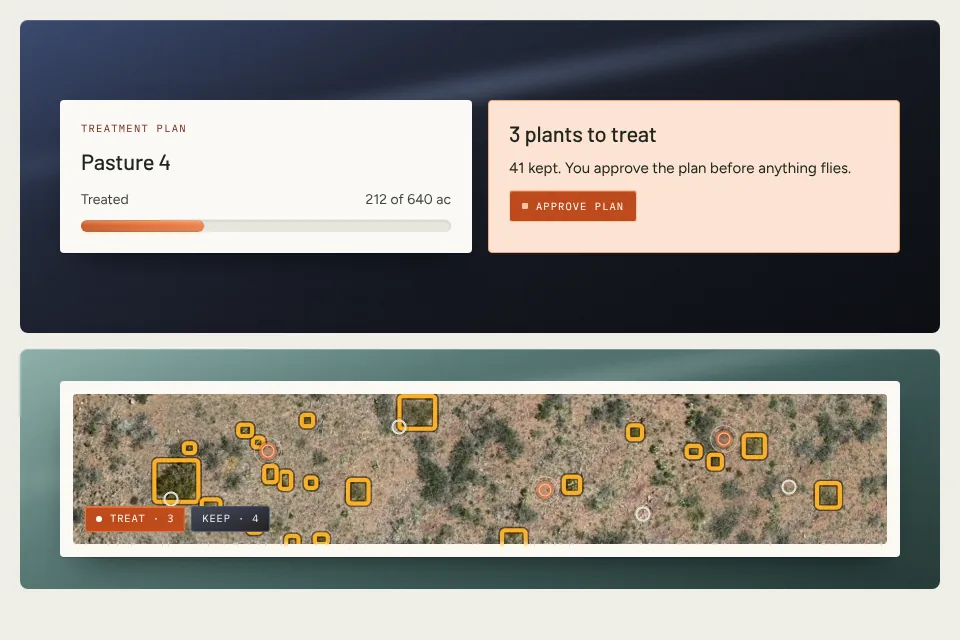 TREATMENT PLAN
Pasture 4
Treated 212 of 640 ac
3 plants to treat
41 kept. You approve the plan before anything flies.
APPROVE PLAN
TREAT · 3 KEEP · 4